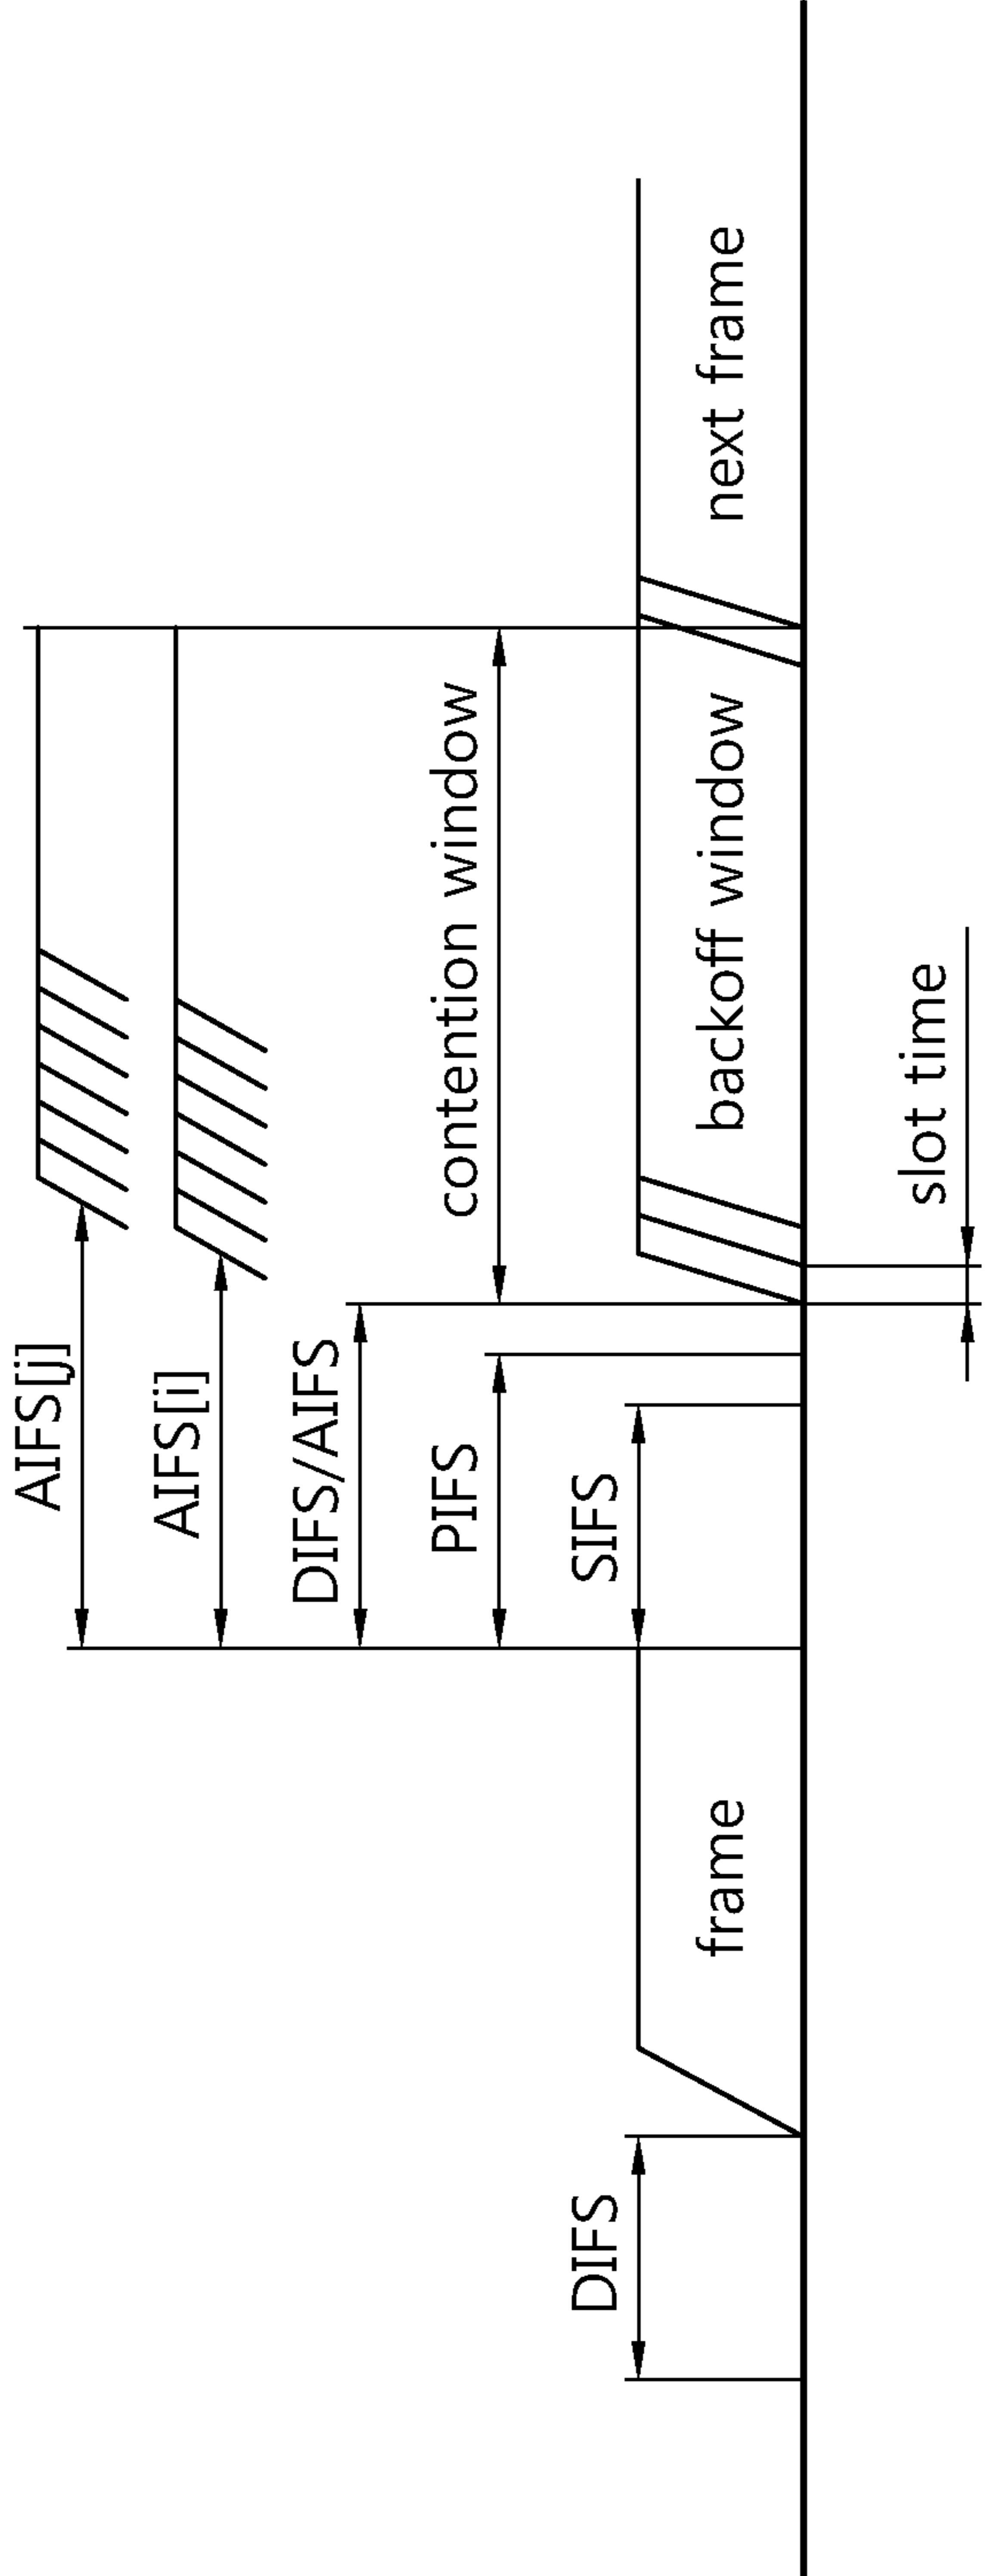 AIFS[j]
AIFS[i]
DIFS/AIFS
PIFS
contention window
DIFS
SIFS
frame
backoff window
next frame
slot time